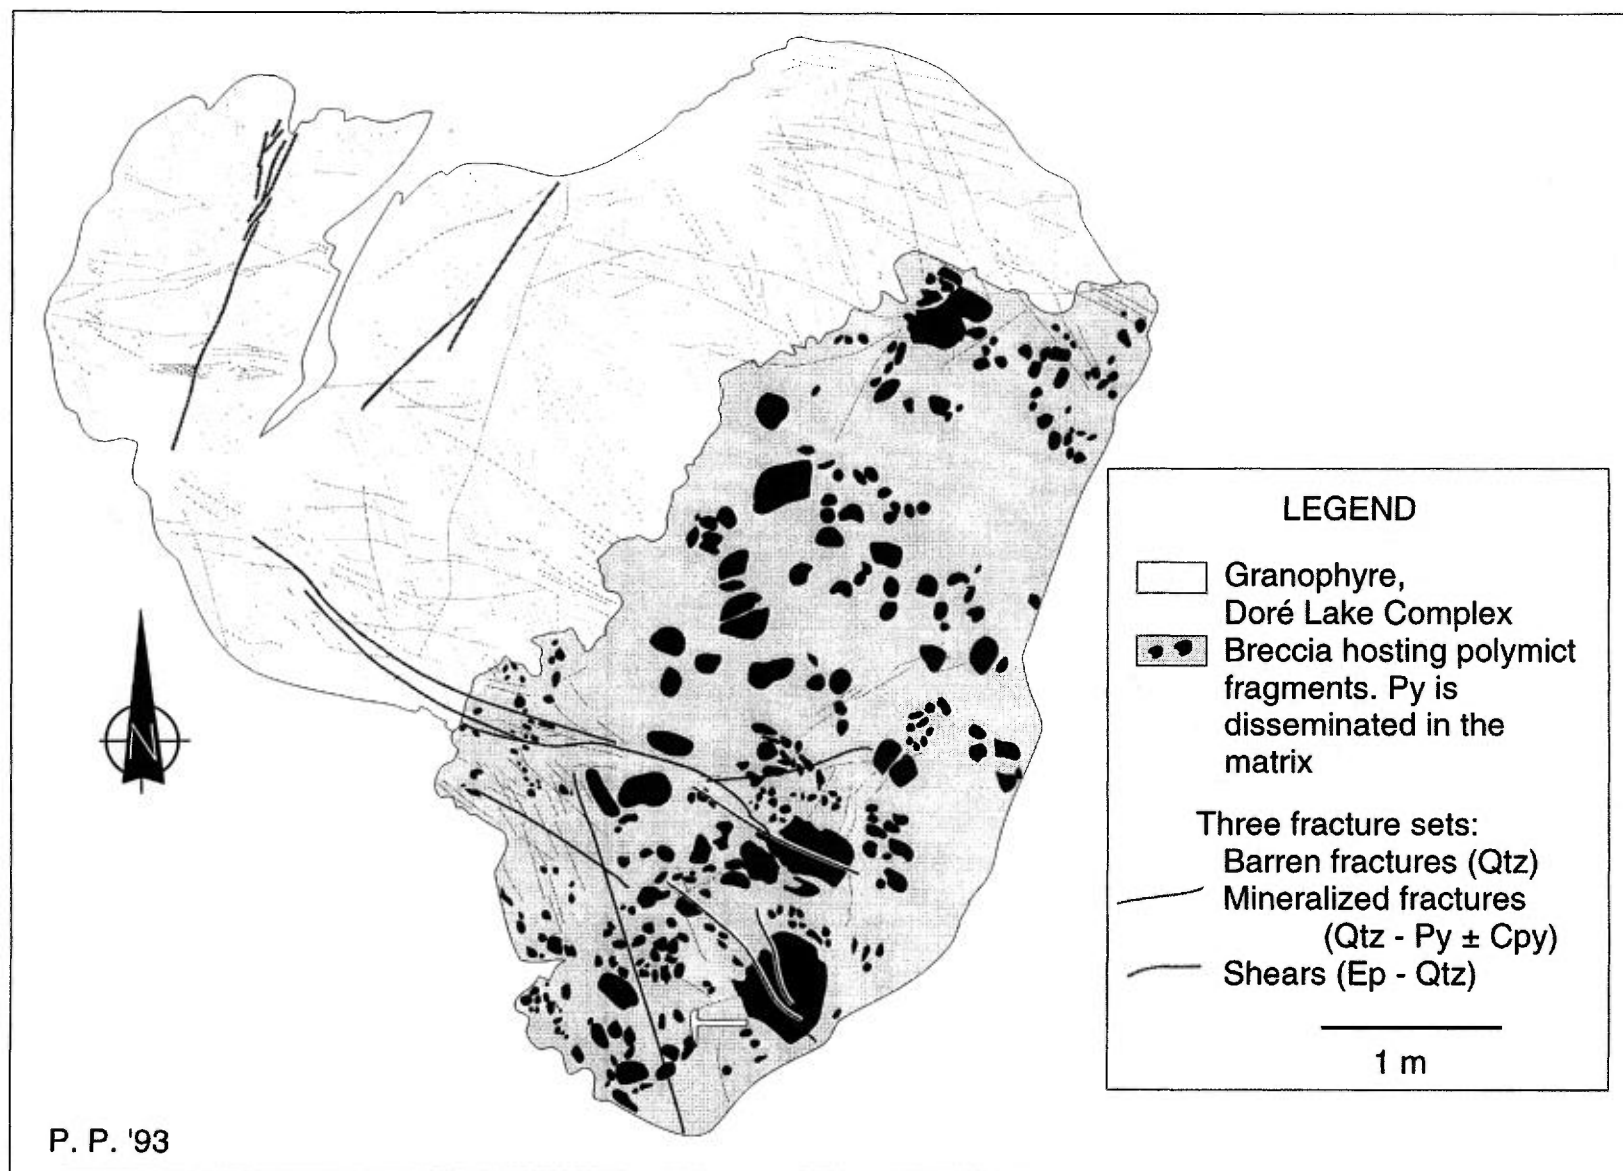 LEGEND
Granophyre,
Doré Lake Complex
Breccia hosting polymict
fragments. Py is
disseminated in the
matrix
Three fracture sets:
Barren fractures (Qtz)
Mineralized fractures
(Qtz - Py ± Cpy)
Shears (Ep - Qtz)
1 m
N
P. P. '93